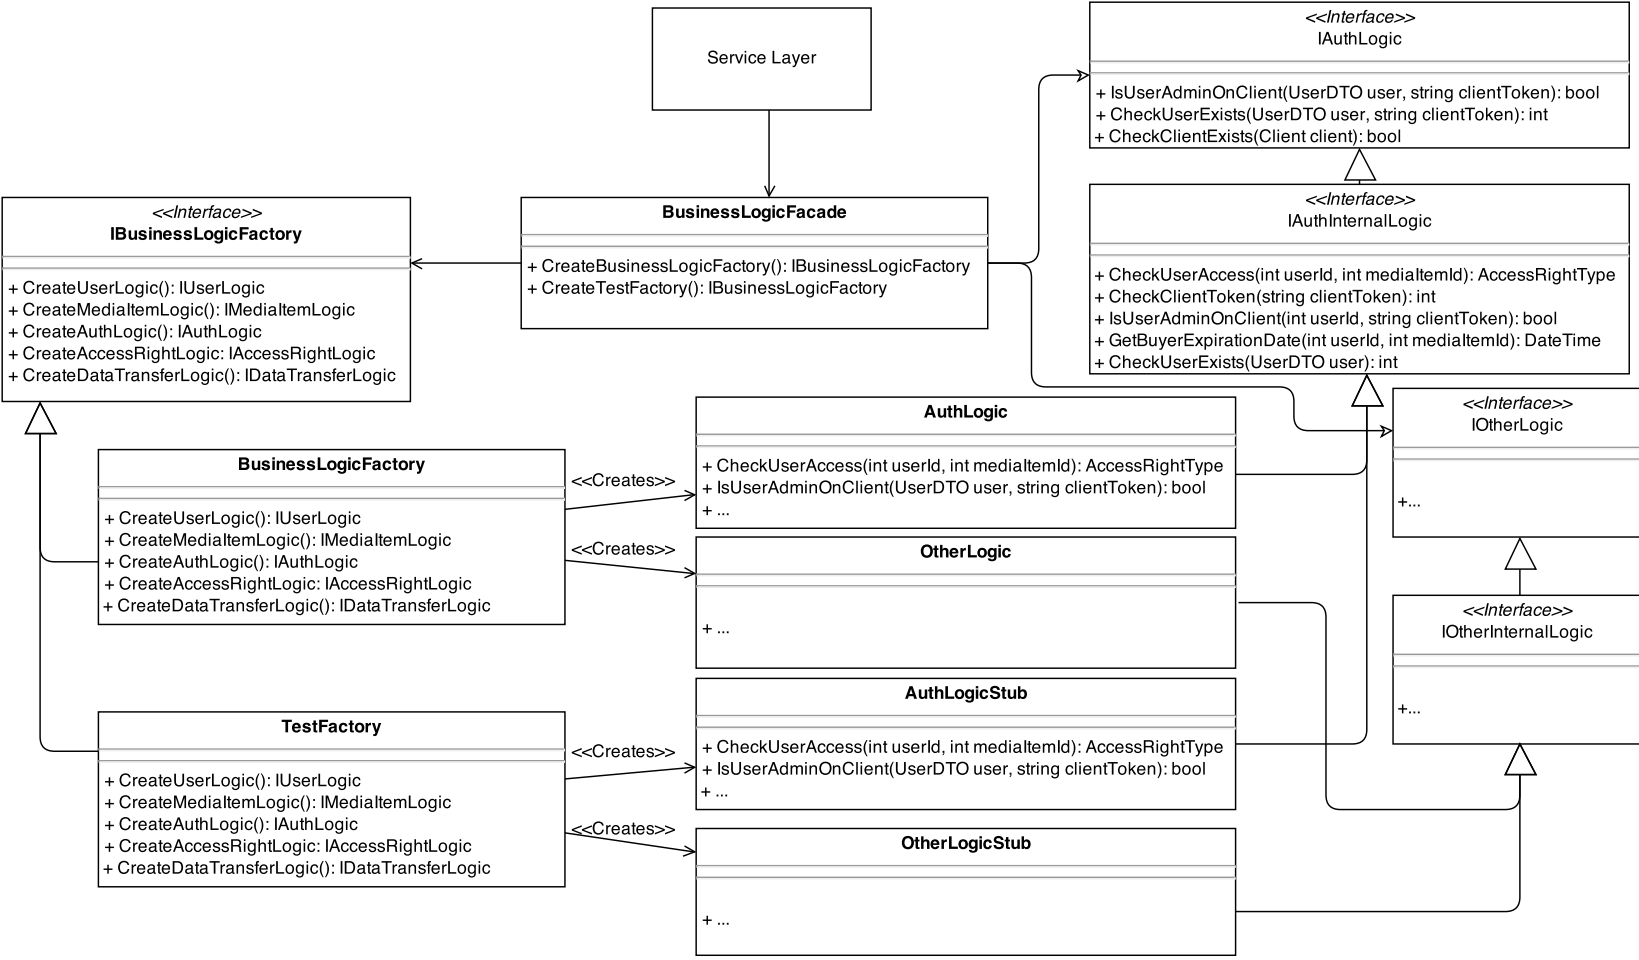 Service Layer
<<Interface>>
IAuthLogic
+ IsUserAdminOnClient(UserDTO user, string clientToken): bool
+ CheckUserExists(UserDTO user, string clientToken): int
+ CheckClientExists(Client client): bool
<<Interface>>
IBusinessLogicFactory
+ CreateUserLogic(): IUserLogic
+ CreateMediaItemLogic(): IMediaItemLogic
+ CreateAuthLogic(): IAuthLogic
+ CreateAccessRightLogic: IAccessRightLogic
+ CreateDataTransferLogic(): IDataTransferLogic
BusinessLogicFacade
+ CreateBusinessLogicFactory(): IBusinessLogicFactory
+ CreateTestFactory(): IBusinessLogicFactory
<<Interface>>
IAuthInternalLogic
+ CheckUserAccess(int userId, int mediaItemId): AccessRightType
+ CheckClientToken(string clientToken): int
+ IsUserAdminOnClient(int userId, string clientToken): bool
+ GetBuyerExpirationDate(int userId, int mediaItemId): DateTime
+ CheckUserExists(UserDTO user): int
BusinessLogicFactory
+ CreateUserLogic(): IUserLogic
+ CreateMediaItemLogic(): IMediaItemLogic
+ CreateAuthLogic(): IAuthLogic
+ CreateAccessRightLogic: IAccessRightLogic
+ CreateDataTransferLogic(): IDataTransferLogic
<<Creates>>
<<Creates>>
AuthLogic
+ CheckUserAccess(int userId, int mediaItemId): AccessRightType
+ IsUserAdminOnClient(UserDTO user, string clientToken): bool
+ ...
<<Interface>>
IOtherLogic
+...
OtherLogic
+ ...
<<Interface>>
IOtherInternalLogic
+...
TestFactory
+ CreateUserLogic(): IUserLogic
+ CreateMediaItemLogic(): IMediaItemLogic
+ CreateAuthLogic(): IAuthLogic
+ CreateAccessRightLogic: IAccessRightLogic
+ CreateDataTransferLogic(): IDataTransferLogic
<<Creates>>
<<Creates>>
AuthLogicStub
+ CheckUserAccess(int userId, int mediaItemId): AccessRightType
+ IsUserAdminOnClient(UserDTO user, string clientToken): bool
+ ...
OtherLogicStub
+ ...